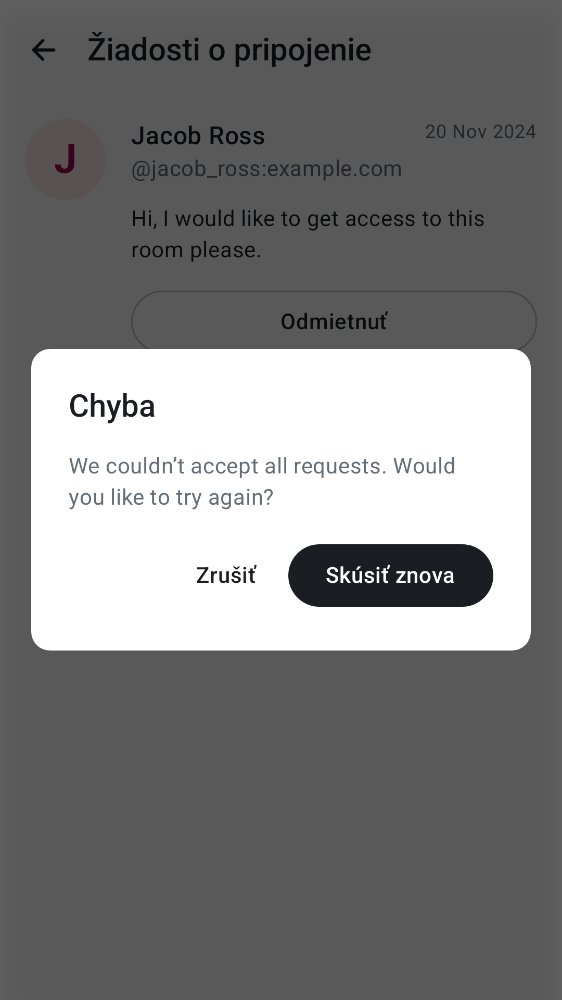 Žiadosti o pripojenie
J
Jacob Ross
20 Nov 2024
@jacob_ross:example.com
Hi, I would like to get access to this
room please.
Odmietnuť
Chyba
We couldn’t accept all requests. Would
you like to try again?
Zrušiť
Skúsiť znova